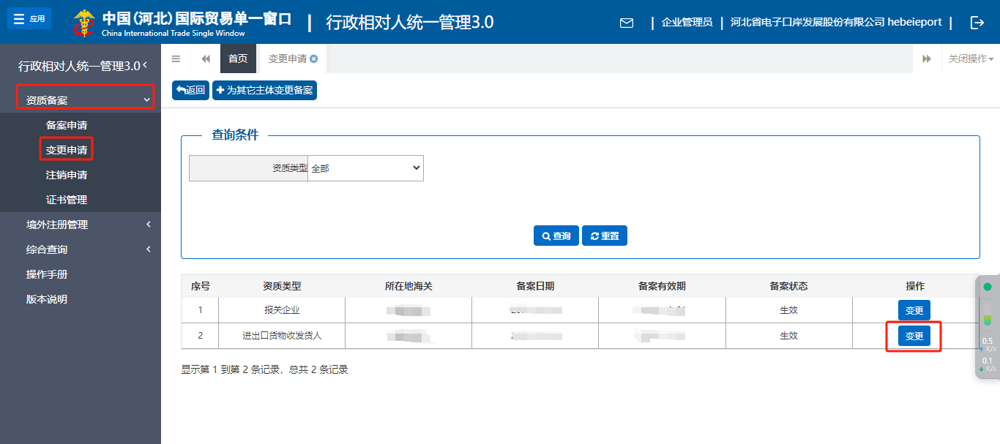 应用
中国(河北)国际贸易单一窗口
China International Trade Single Window
| 行政相对人统一管理3.0
| 企业管理员 | 河北省电子口岸发展股份有限公司 hebeieport |
行政相对人统一管理3.0
资质备案
备案申请
变更申请
注销申请
证书管理
境外注册管理
综合查询
操作手册
版本说明
首页 变更申请 关闭操作
返回 为其它主体变更备案
查询条件
资质类型 全部
查询 重置
序号 资质类型 所在地海关 备案日期 备案有效期 备案状态 操作
1 报关企业 生效 变更
2 进出口货物收发货人 生效 变更
显示第 1 到第 2 条记录，总共 2 条记录
0.5
K/s
0.1
K/s